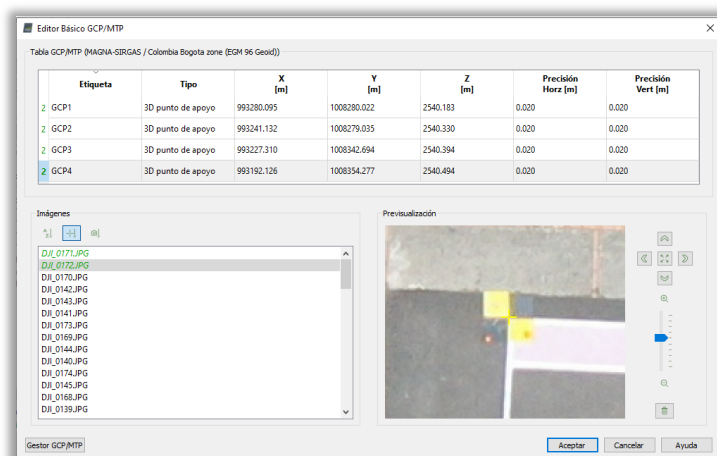 Editor Básico GCP/MTP
Tabla GCP/MTP (MAGNA-SIRGAS / Colombia Bogota zone (EGM 96 Geoid))
Etiqueta Tipo X [m] Y [m] Z [m] Precisión Horz [m] Precisión Vert [m]
2 GCP1 3D punto de apoyo 993280.095 1008280.022 2540.183 0.020 0.020
2 GCP2 3D punto de apoyo 993241.132 1008279.035 2540.330 0.020 0.020
2 GCP3 3D punto de apoyo 993227.310 1008342.694 2540.394 0.020 0.020
2 GCP4 3D punto de apoyo 993192.126 1008354.277 2540.494 0.020 0.020
Imágenes
Previsualización
DJI_0171.JPG
DJI_0172.JPG
DJI_0170.JPG
DJI_0142.JPG
DJI_0143.JPG
DJI_0141.JPG
DJI_0173.JPG
DJI_0169.JPG
DJI_0144.JPG
DJI_0140.JPG
DJI_0174.JPG
DJI_0145.JPG
DJI_0168.JPG
DJI_0139.JPG
Gestor GCP/MTP
Aceptar Cancelar Ayuda